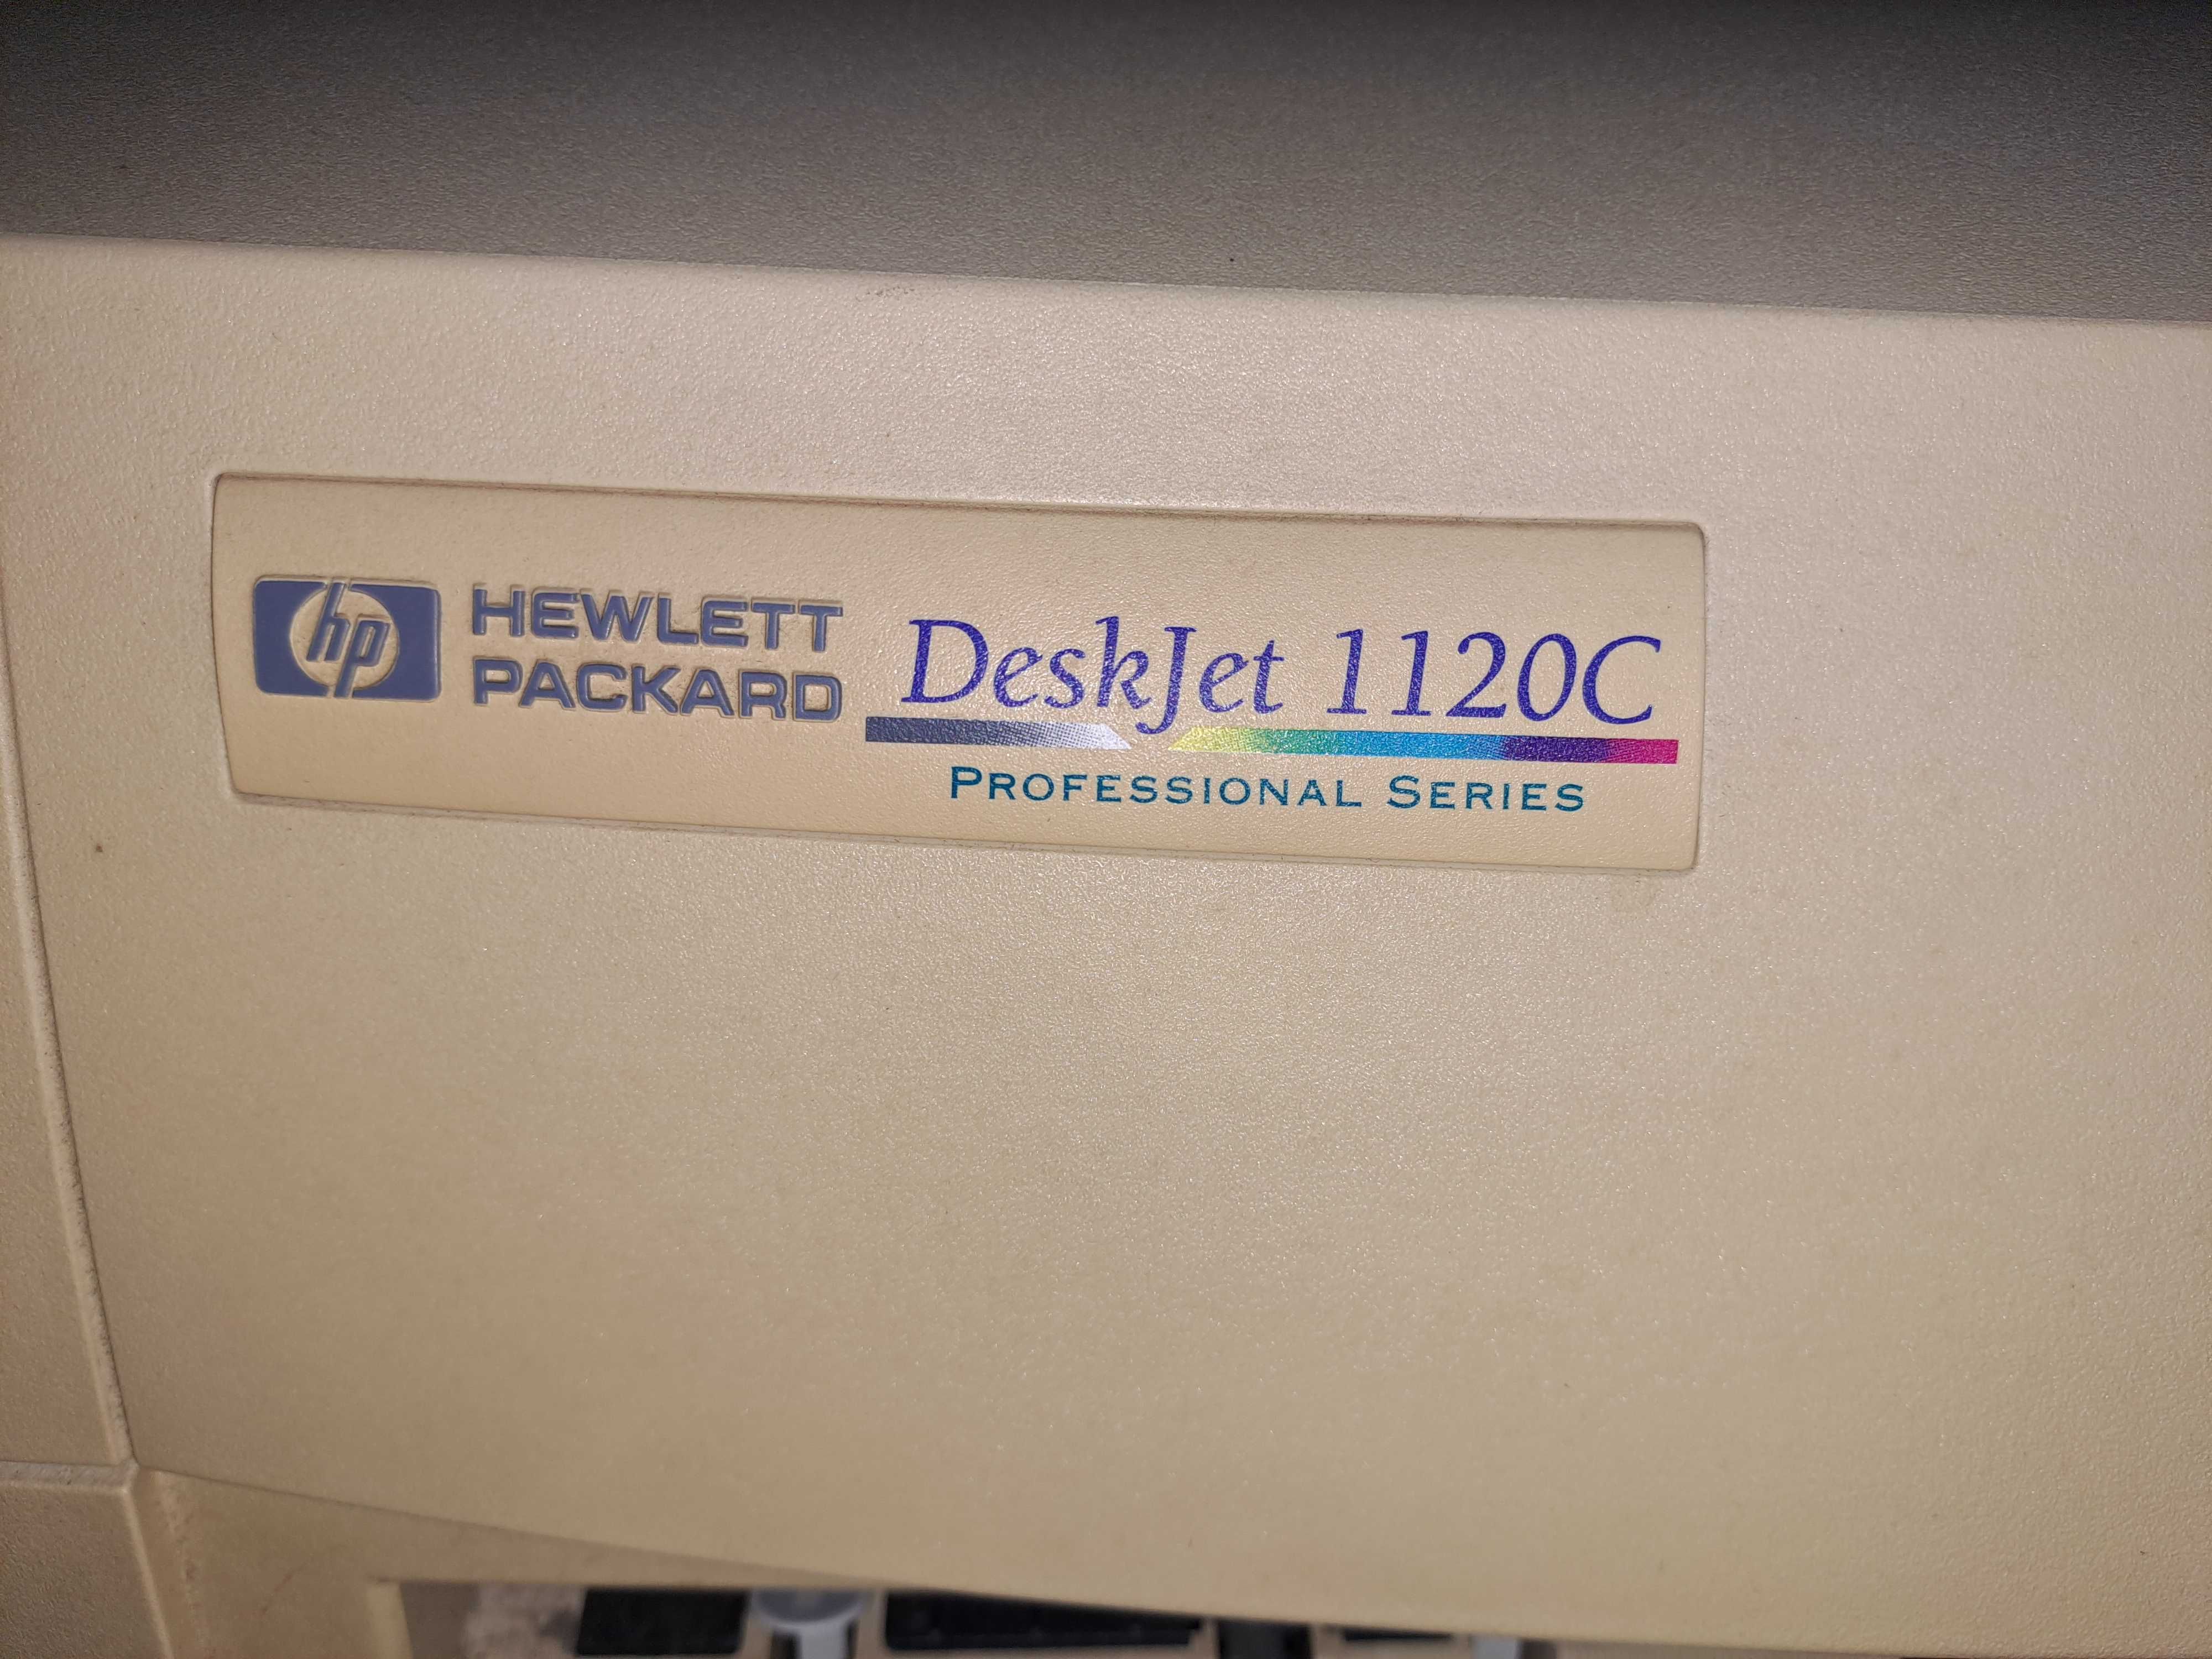 hp HEWLETT
PACKARD
DeskJet 1120C
PROFESSIONAL SERIES